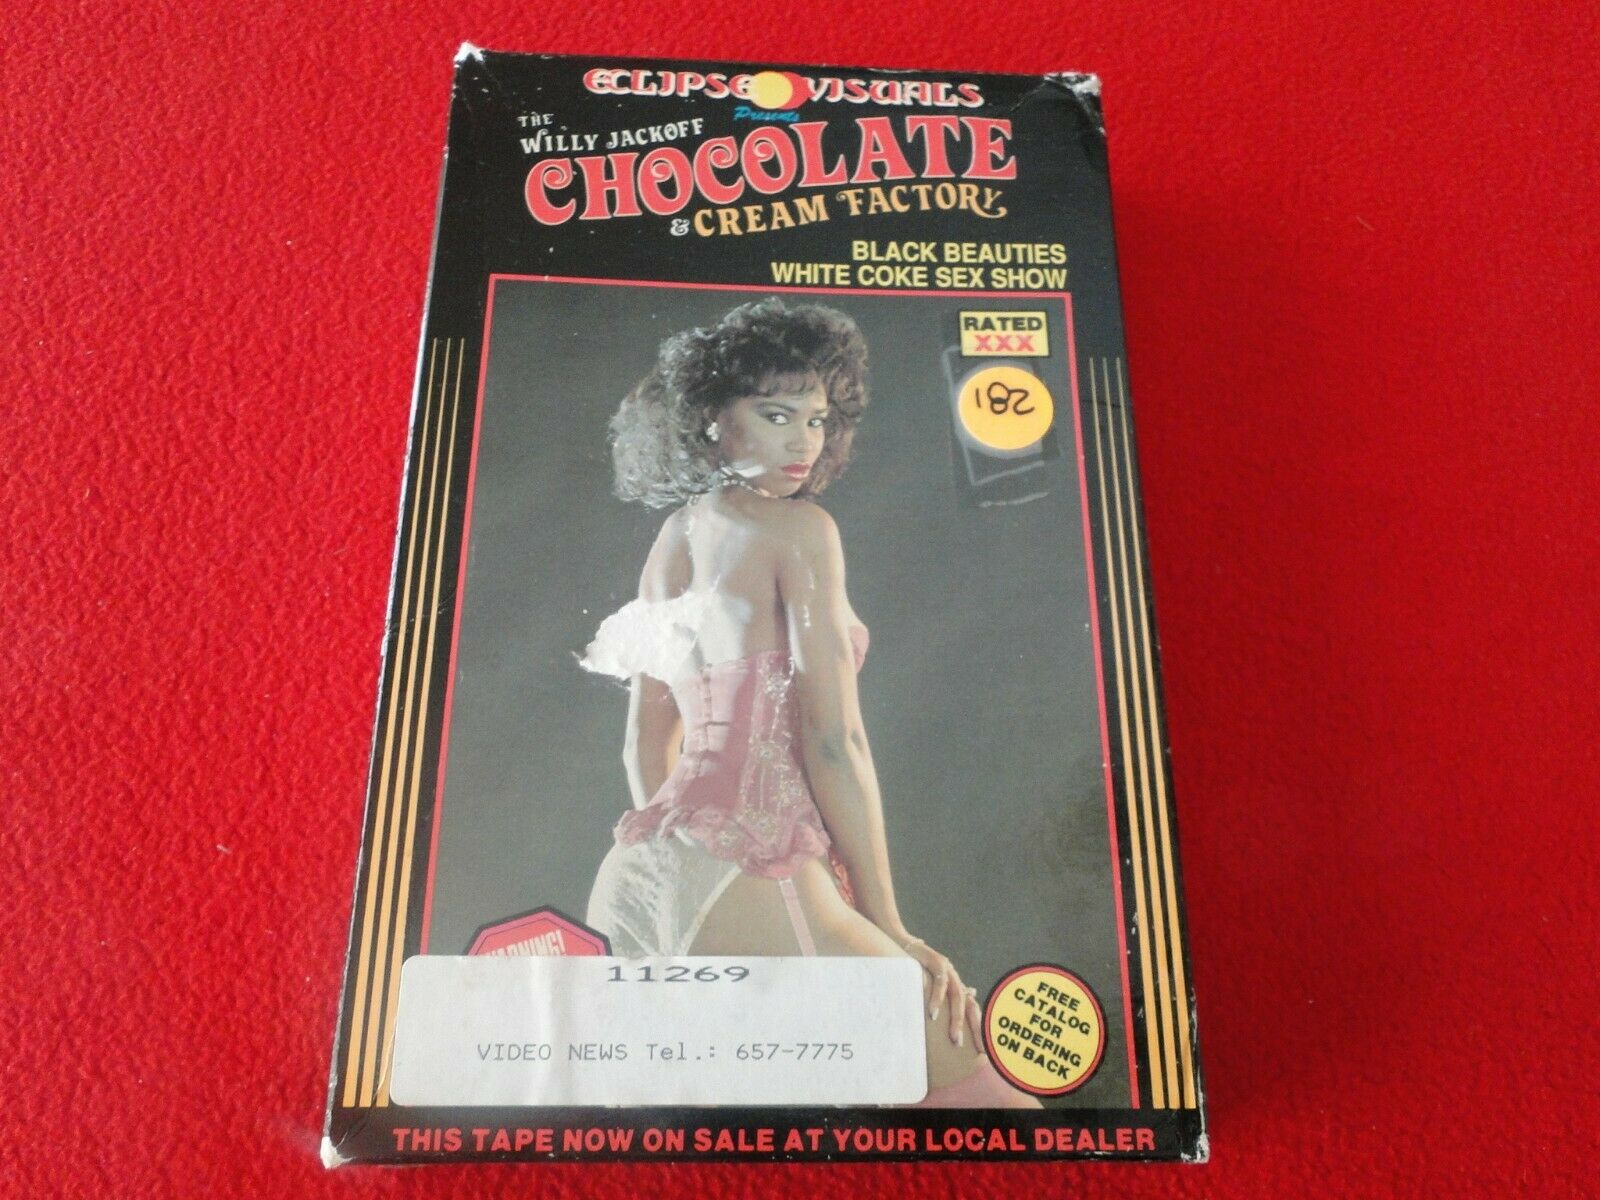 ECLIPSE VISUALS
Presents
THE
WILLY JACKOFF
CHOCOLATE
& CREAM FACTORY
BLACK BEAUTIES
WHITE COKE SEX SHOW
RATED
XXX
281
WARNING!
11269
VIDEO NEWS Tel.: 657-7775
FREE
CATALOG
FOR
ORDERING
ON BACK
THIS TAPE NOW ON SALE AT YOUR LOCAL DEALER